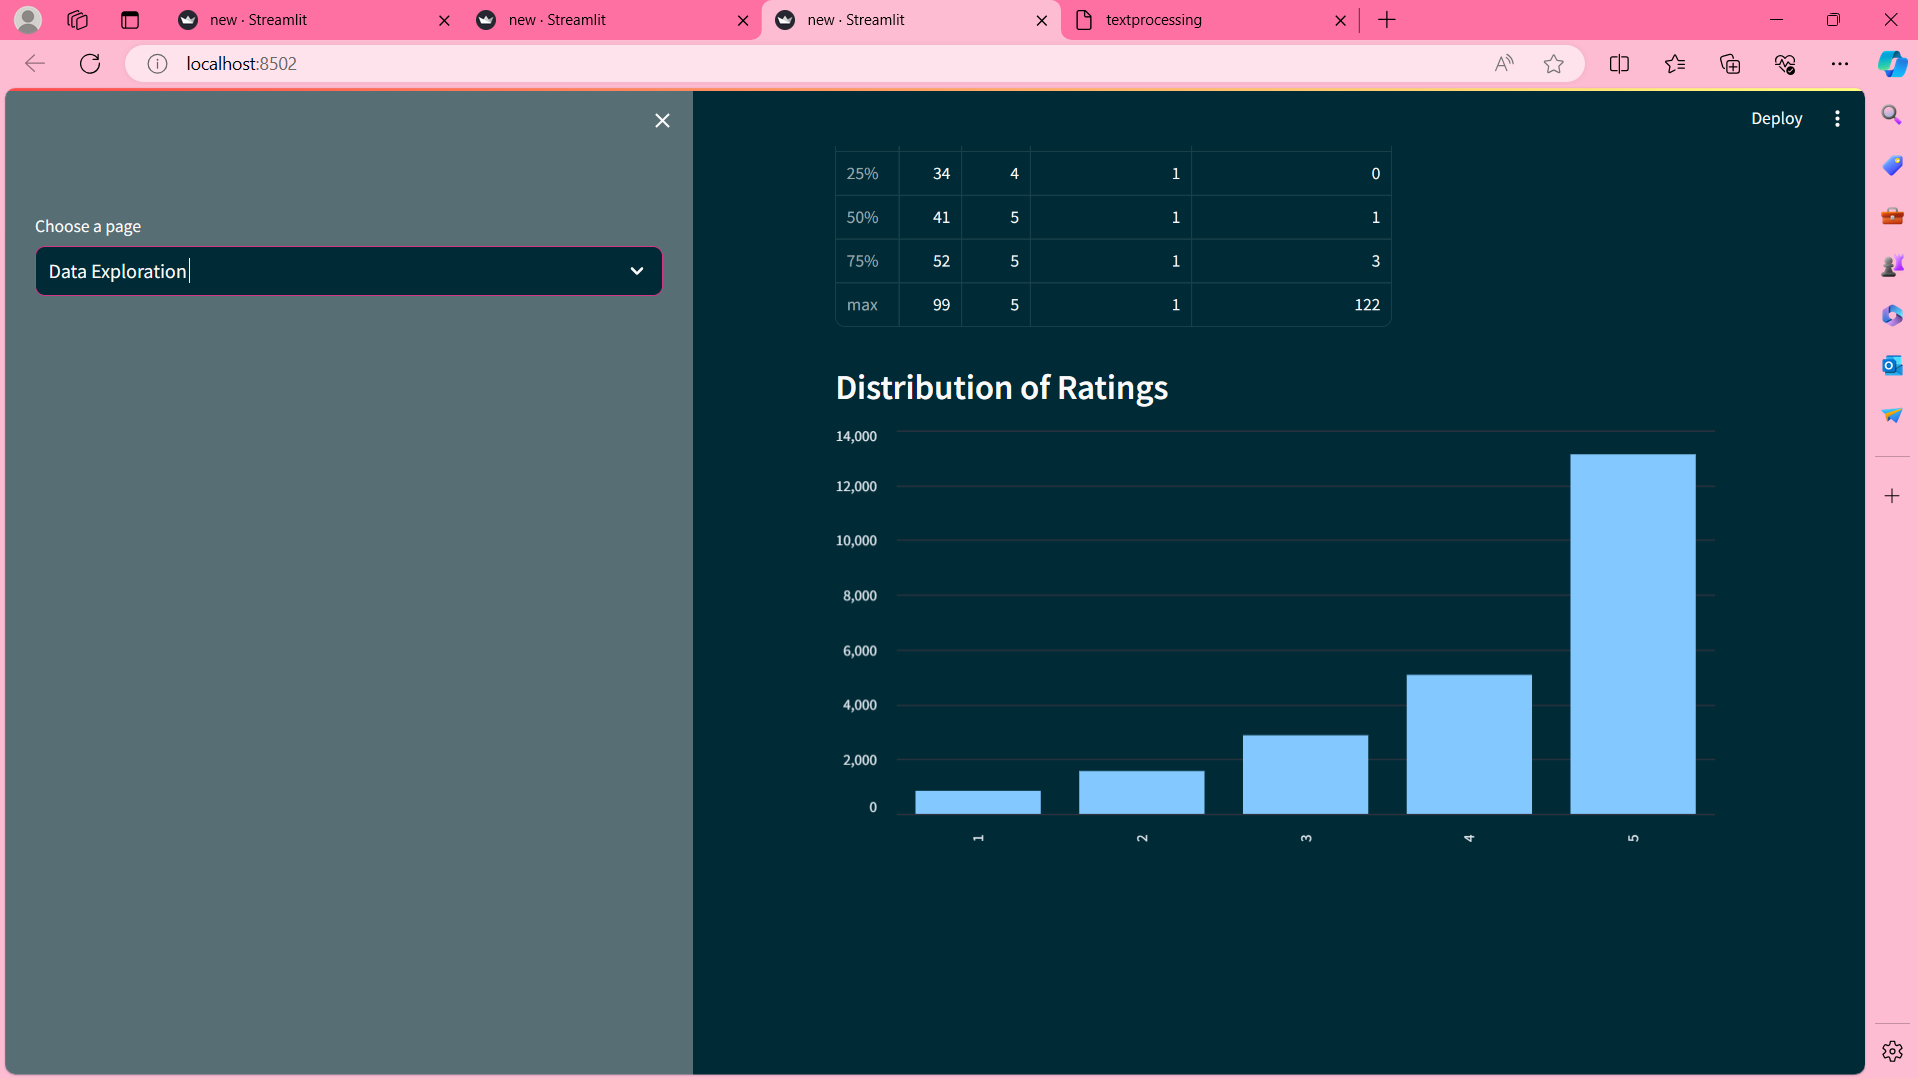 new · Streamlit
new · Streamlit
new · Streamlit
textprocessing
localhost:8502
Deploy
Choose a page
Data Exploration
25% 34 4 1 0
50% 41 5 1 1
75% 52 5 1 3
max 99 5 1 122
Distribution of Ratings
14,000
12,000
10,000
8,000
6,000
4,000
2,000
0
1 2 3 4 5